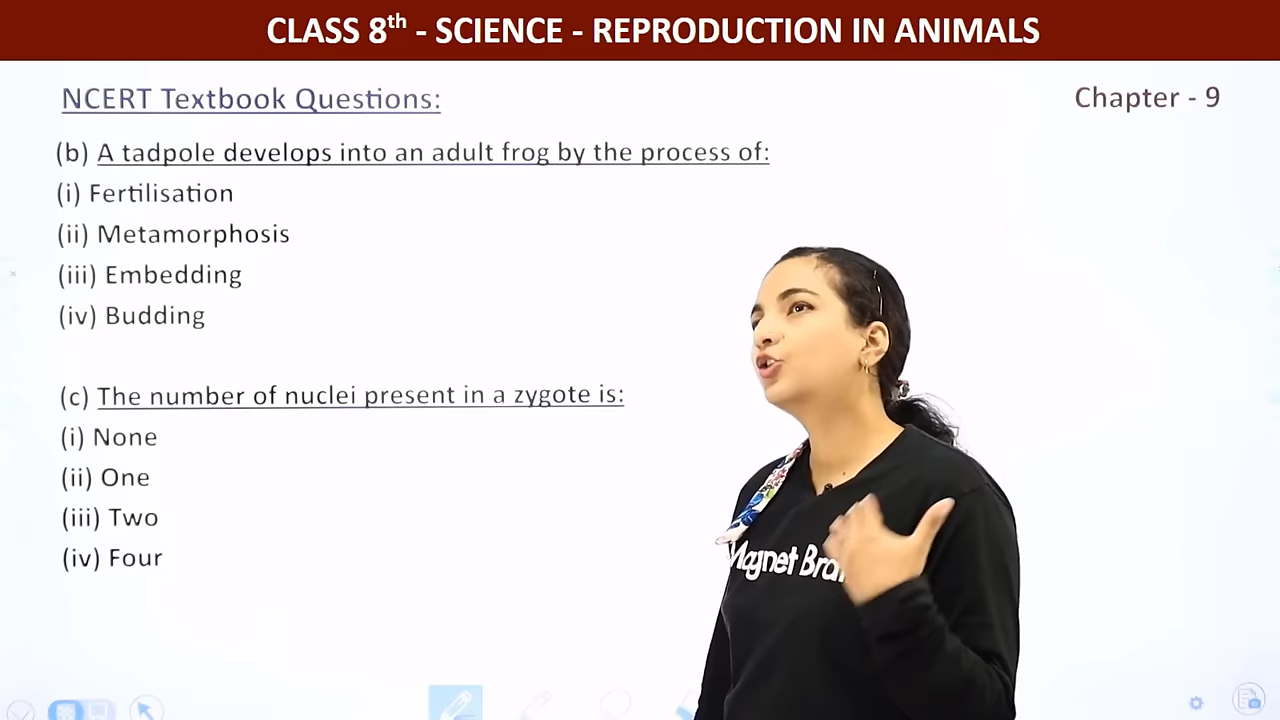 CLASS 8th - SCIENCE - REPRODUCTION IN ANIMALS
NCERT Textbook Questions:
Chapter - 9
(b) A tadpole develops into an adult frog by the process of:
(i) Fertilisation
(ii) Metamorphosis
(iii) Embedding
(iv) Budding
(c) The number of nuclei present in a zygote is:
(i) None
(ii) One
(iii) Two
(iv) Four
Magnet Bra